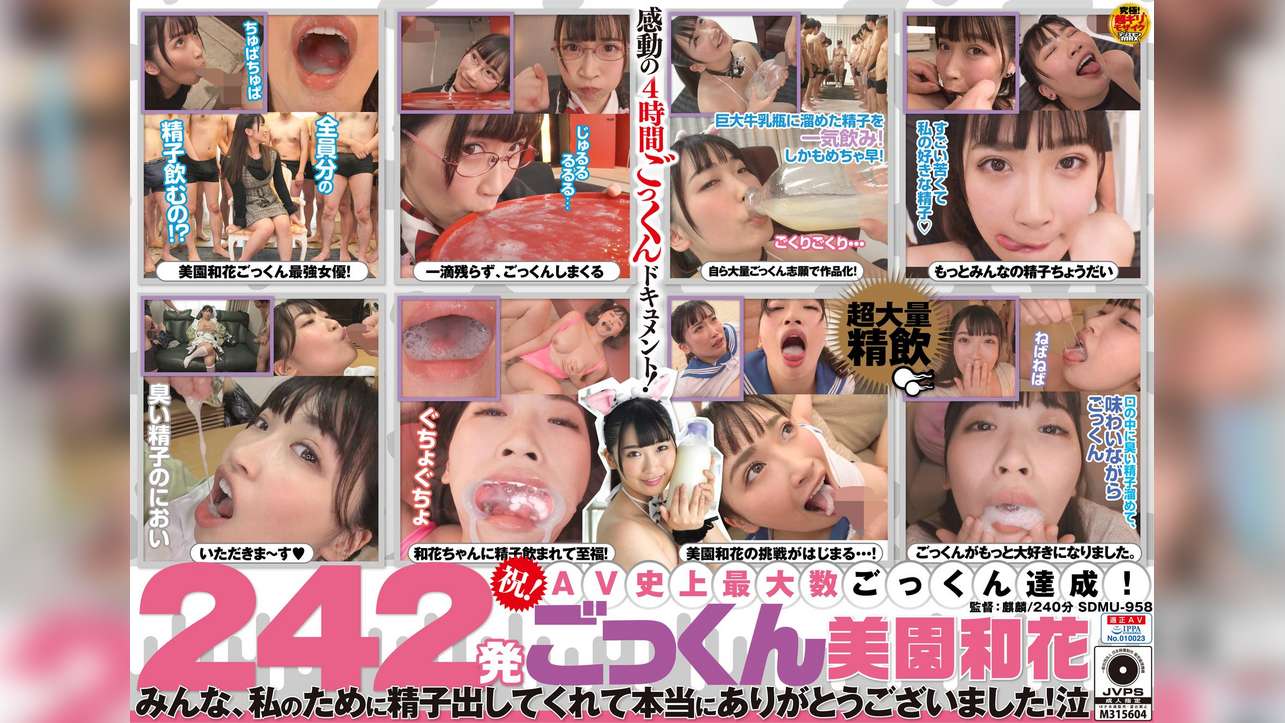 感動の4時間ごっくんドキュメント!
ちゅぱちゅぱ
全員分の
精子飲むの!?
美園和花ごっくん最強女優!
じゅるる
るるる…
一滴残らず、ごっくんしまくる
巨大牛乳瓶に溜めた精子を
一気飲み!
しかもめちゃ早!
ごくりごくり…
自ら大量ごっくん志願で作品化!
すごい苦くて
私の好きな精子♡
もっとみんなの精子ちょうだい
臭い精子のにおい
いただきま〜す♥
ぐちょぐちょ
和花ちゃんに精子飲まれて至福!
超大量
精飲
美園和花の挑戦がはじまる…!
ねばねば
口の中に臭い精子溜めて、
味わいながら
ごっくん
ごっくんがもっと大好きになりました。
祝!
AV史上最大数ごっくん達成!
監督:麒麟/240分 SDMU-958
242発ごっくん美園和花
みんな、私のために精子出してくれて本当にありがとうございました!泣
適正AV
IPPA
No.010023
JVPS
成人指定
M315604